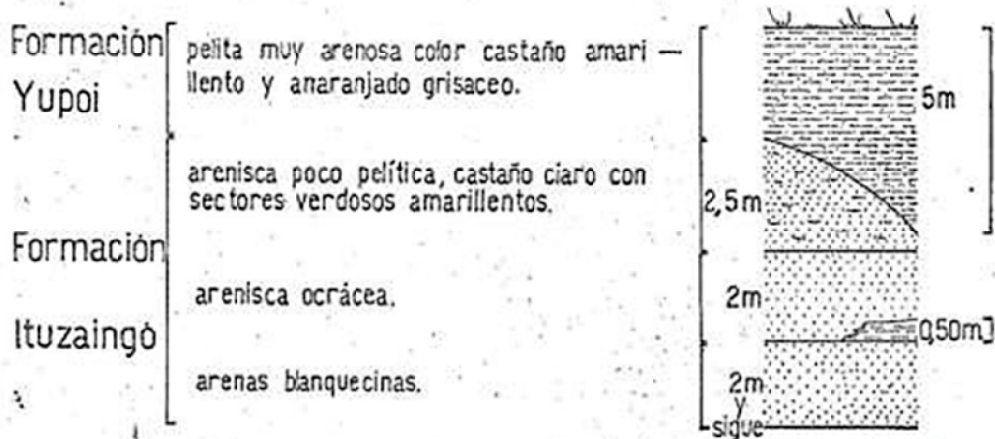 Formación
Yupoi
pelita muy arenosa color castaño amari —
llento y anaranjado grisaceo.
5m
arenisca poco pelítica, castaño claro con
sectores verdosos amarillentos.
2,5m
Formación
Ituzaingó
arenisca ocrácea.
2m
0,50m
arenas blanquecinas.
2m
y
sigue